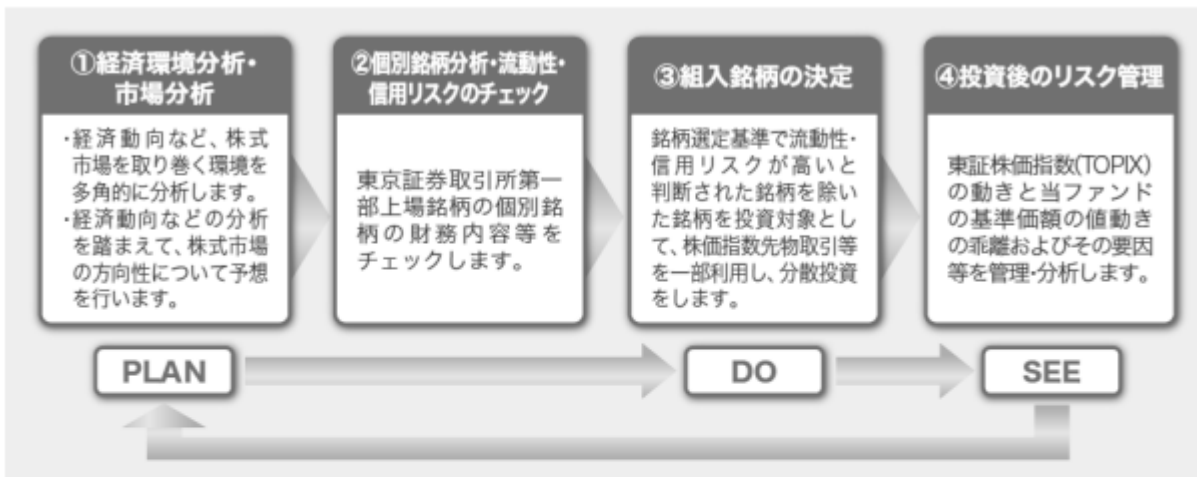 ①経済環境分析・
市場分析
・経済動向など、株式
市場を取り巻く環境を
多角的に分析します。
・経済動向などの分析
を踏まえて、株式市場
の方向性について予想
を行います。
②個別銘柄分析・流動性・
信用リスクのチェック
東京証券取引所第一
部上場銘柄の個別銘
柄の財務内容等を
チェックします。
③組入銘柄の決定
銘柄選定基準で流動性・
信用リスクが高いと
判断された銘柄を除い
た銘柄を投資対象とし
て、株価指数先物取引等
を一部利用し、分散投資
をします。
④投資後のリスク管理
東証株価指数(TOPIX)
の動きと当ファンド
の基準価額の値動き
の乖離およびその要因
等を管理・分析します。
PLAN
DO
SEE